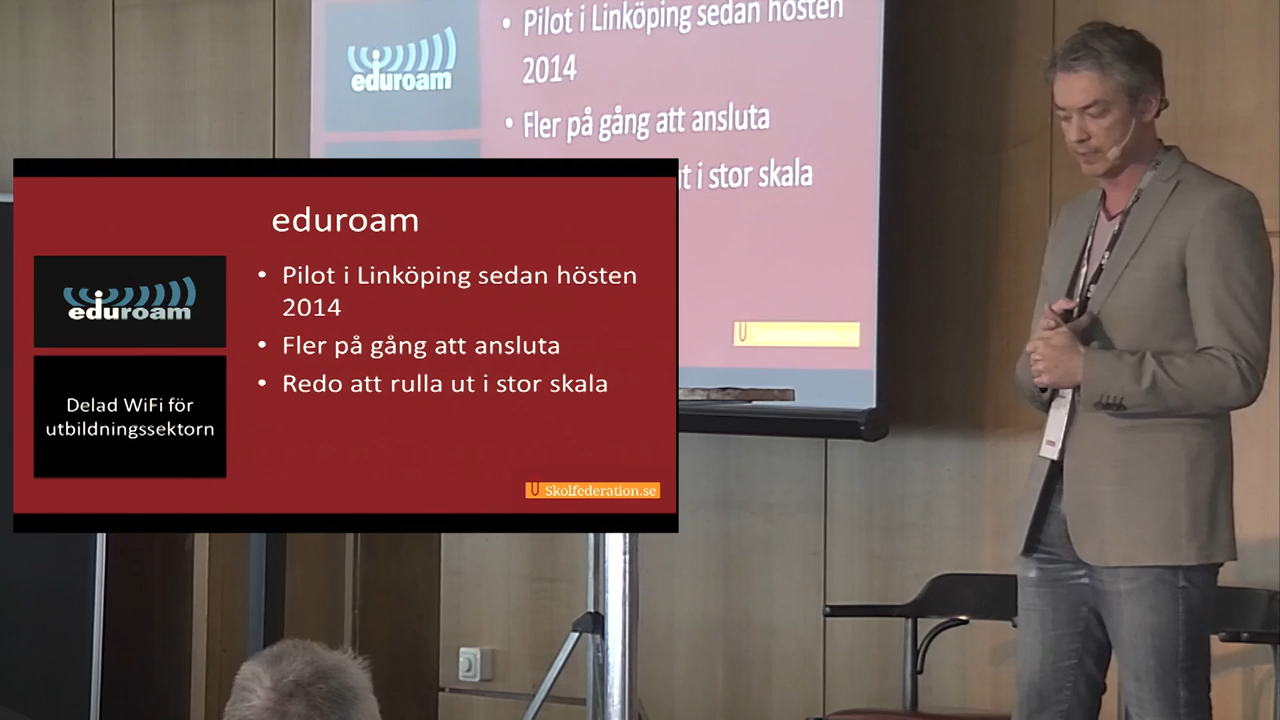 eduroam
• Pilot i Linköping sedan hösten
2014
• Fler på gång att ansluta
ut i stor skala
eduroam
eduroam
Delad WiFi för
utbildningssektorn
• Pilot i Linköping sedan hösten
2014
• Fler på gång att ansluta
• Redo att rulla ut i stor skala
Skolfederation.se